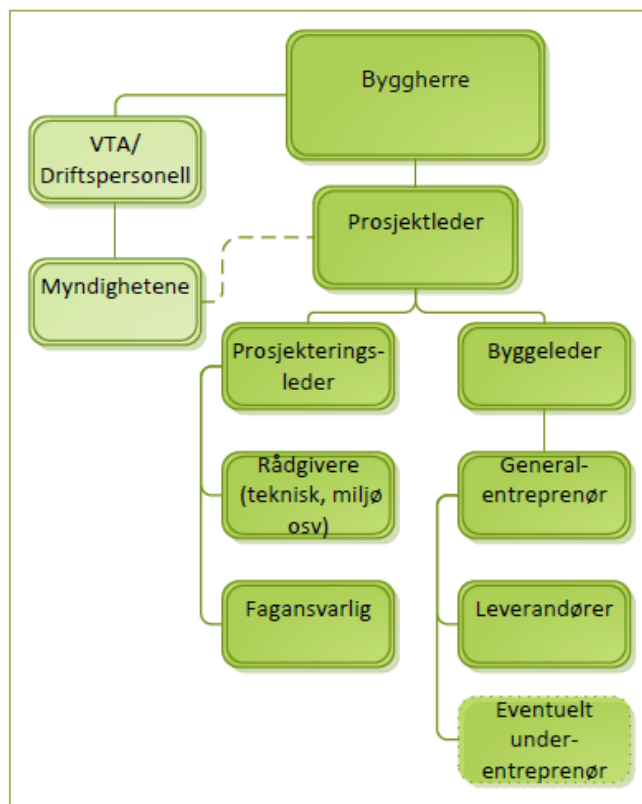 Byggherre
VTA/
Driftspersonell
Prosjektleder
Myndighetene
Prosjekterings-
leder
Byggeleder
Rådgivere
(teknisk, miljø
osv)
General-
entreprenør
Fagansvarlig
Leverandører
Eventuelt
under-
entreprenør